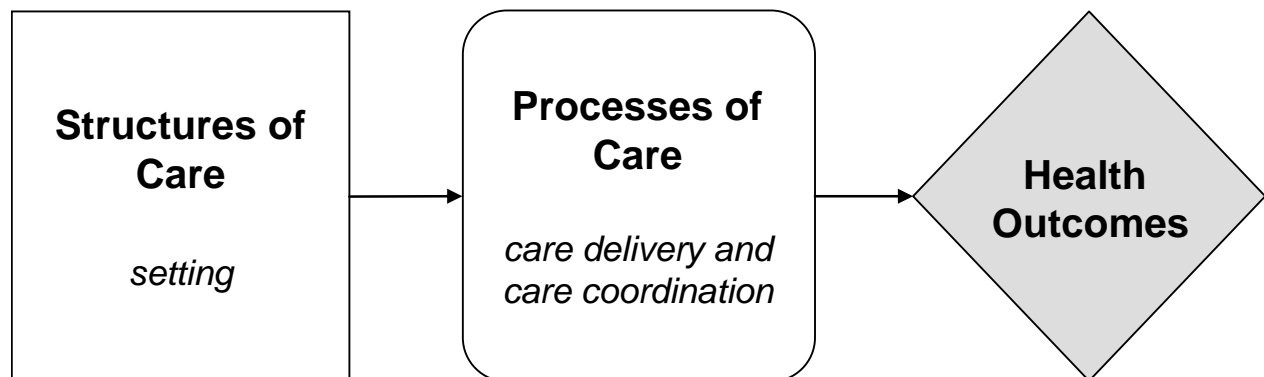 Structures of
Care
setting
Processes of
Care
care delivery and
care coordination
Health
Outcomes